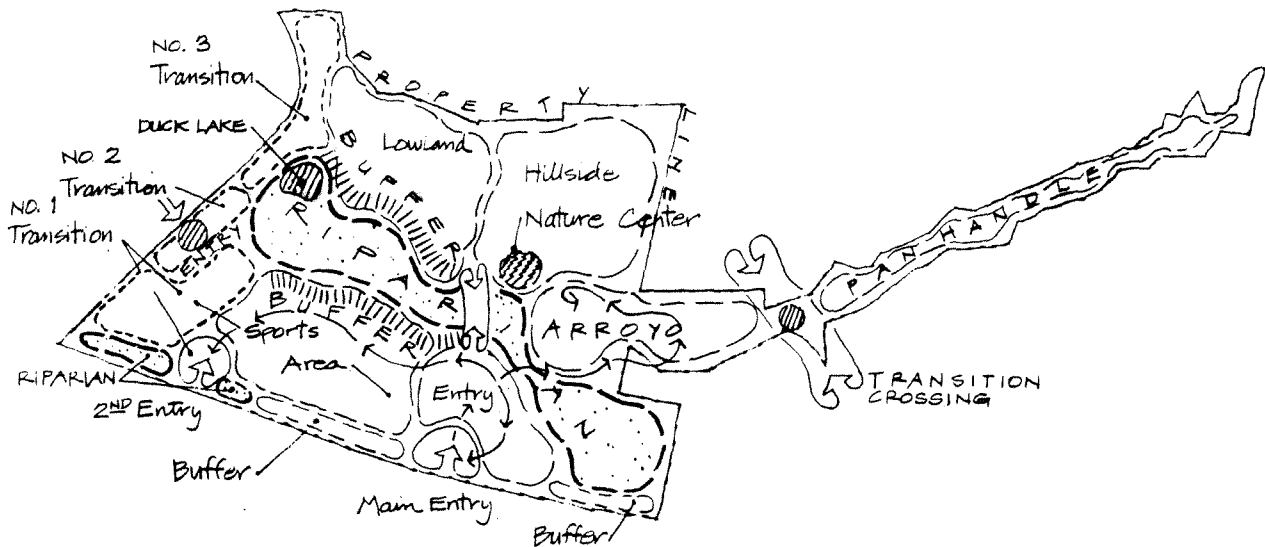 NO. 3
Transition
PROPERTY LINE
DUCK LAKE
BUFFER
Lowland
Hillside
NO. 2
Transition
Nature Center
NO. 1
Transition
ENTRY
RIPARIAN
PANHANDLE
BUFFER
ARROYO
Sports
Area
RIPARIAN
2ND Entry
Entry
TRANSITION
CROSSING
Buffer
Main Entry
Buffer